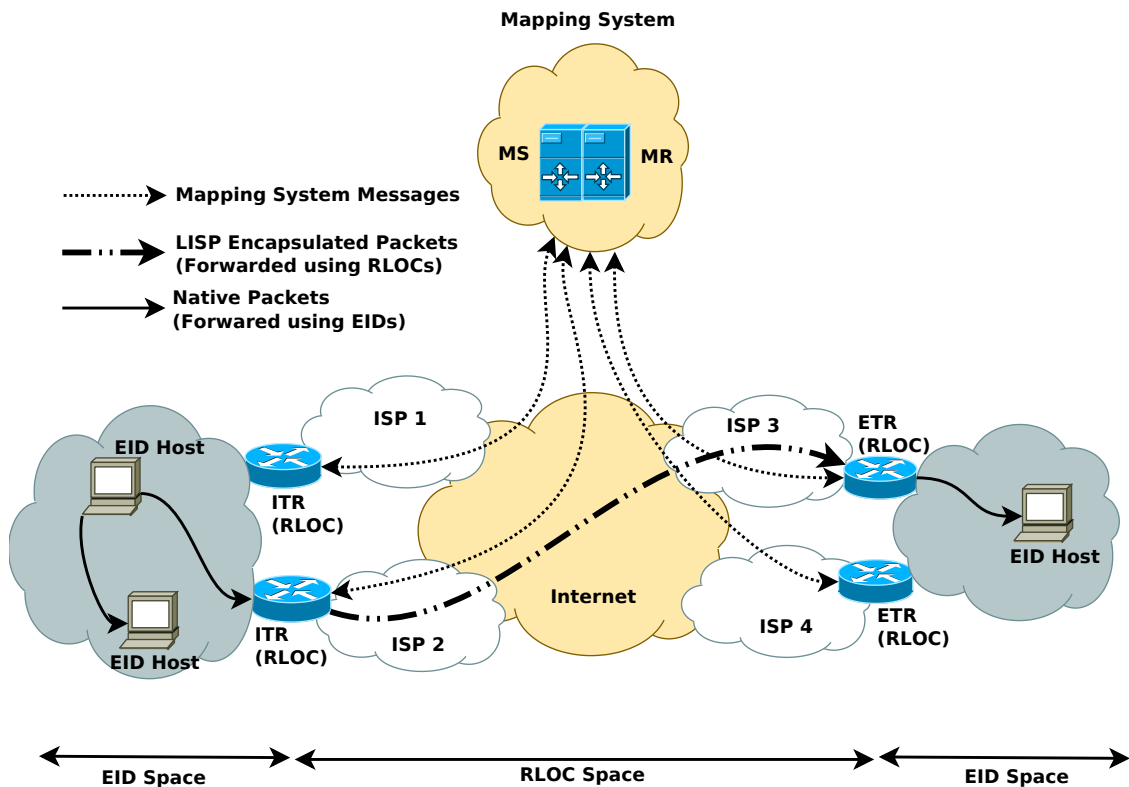 Mapping System
MS
MR
Mapping System Messages
LISP Encapsulated Packets
(Forwarded using RLOCs)
Native Packets
(Forwared using EIDs)
ISP 1
ISP 3
ETR
(RLOC)
EID Host
ITR
(RLOC)
EID Host
Internet
ISP 4
ETR
(RLOC)
ITR
(RLOC)
ISP 2
EID Host
EID Space
RLOC Space
EID Space